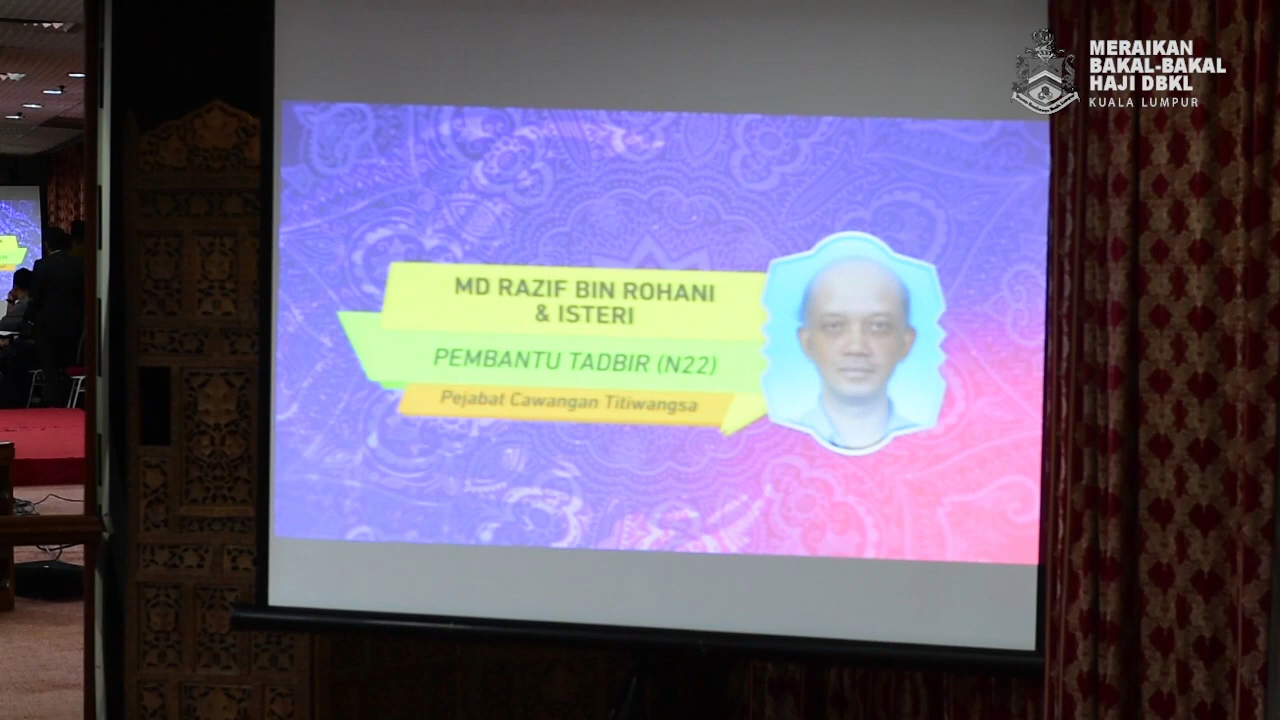 MERAIKAN
BAKAL-BAKAL
HAJI DBKL
KUALA LUMPUR
MD RAZIF BIN ROHANI
& ISTERI
PEMBANTU TADBIR (N22)
Pejabat Cawangan Titiwangsa